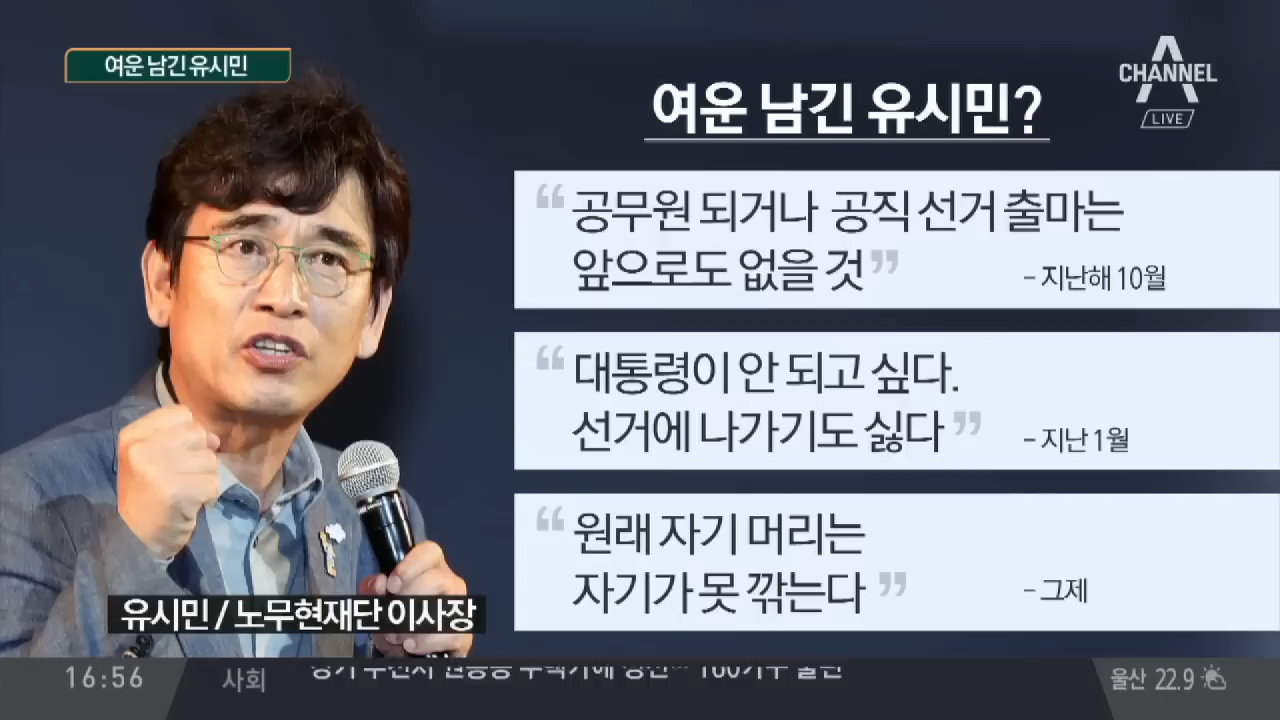 여운 남긴 유시민
CHANNEL A
LIVE
여운 남긴 유시민?
“ 공무원 되거나 공직 선거 출마는
앞으로도 없을 것 ” - 지난해 10월
“ 대통령이 안 되고 싶다.
선거에 나가기도 싫다 ” - 지난 1월
“ 원래 자기 머리는
자기가 못 깎는다 ” - 그제
유시민 / 노무현재단 이사장
16:56 사회
울산 22.9